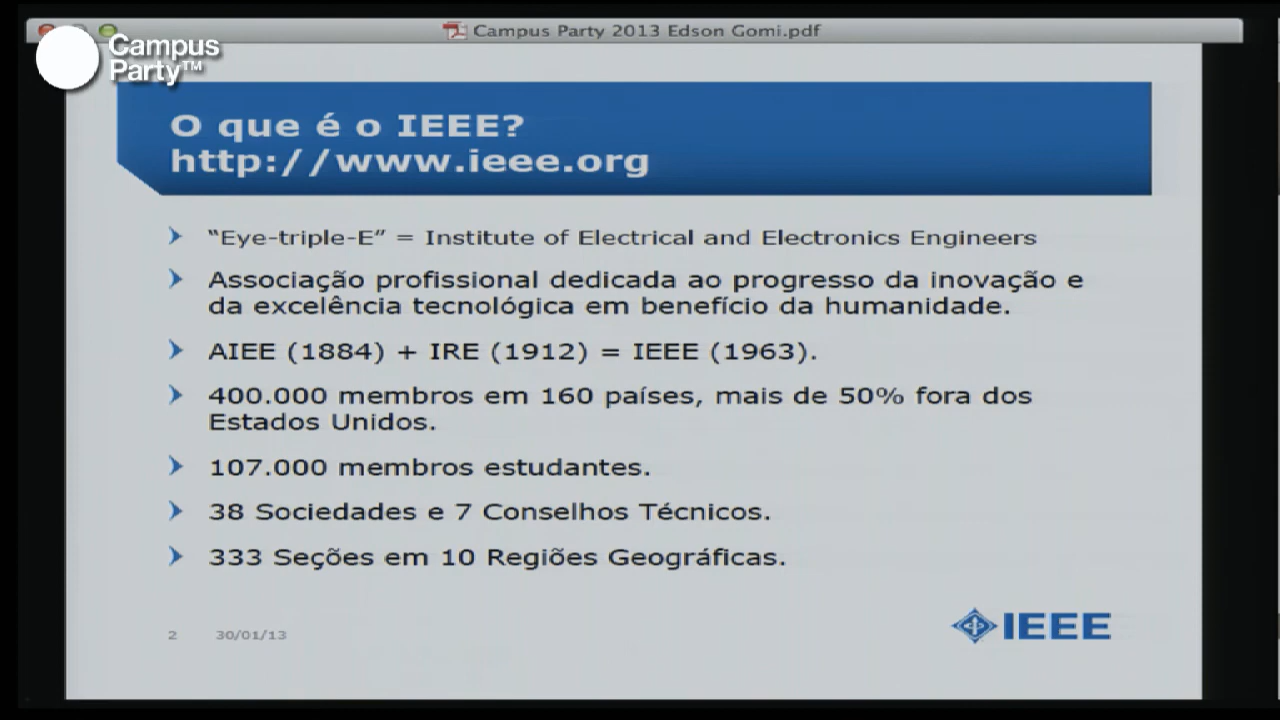 Campus Party 2013 Edson Gomi.pdf
Campus
Party™
O que é o IEEE?
http://www.ieee.org
“Eye-triple-E” = Institute of Electrical and Electronics Engineers
Associação profissional dedicada ao progresso da inovação e
da excelência tecnológica em benefício da humanidade.
AIEE (1884) + IRE (1912) = IEEE (1963).
400.000 membros em 160 países, mais de 50% fora dos
Estados Unidos.
107.000 membros estudantes.
38 Sociedades e 7 Conselhos Técnicos.
333 Seções em 10 Regiões Geográficas.
2 30/01/13
IEEE